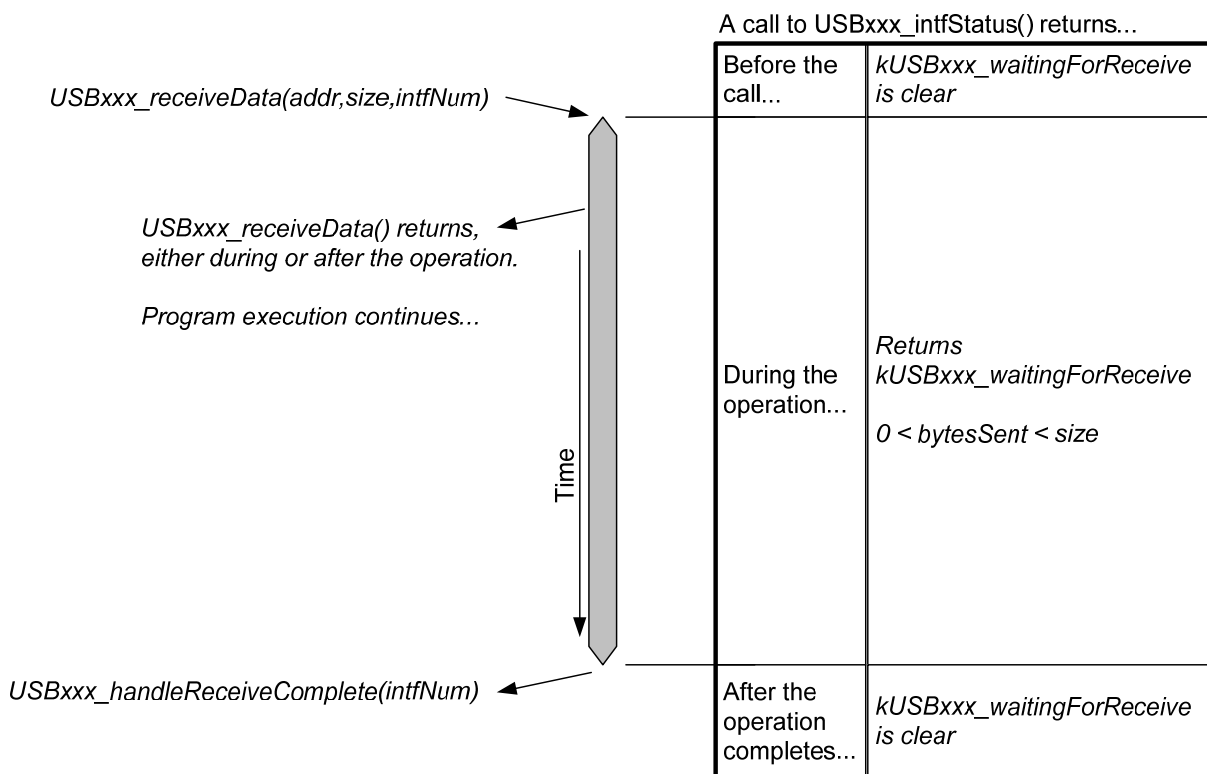 A call to USBxxx_intfStatus() returns...
Before the
call...
kUSBxxx_waitingForReceive
is clear
USBxxx_receiveData(addr,size,intfNum)
USBxxx_receiveData() returns,
either during or after the operation.
Program execution continues...
During the
operation...
Returns
kUSBxxx_waitingForReceive
0 < bytesSent < size
Time
USBxxx_handleReceiveComplete(intfNum)
After the
operation
completes...
kUSBxxx_waitingForReceive
is clear